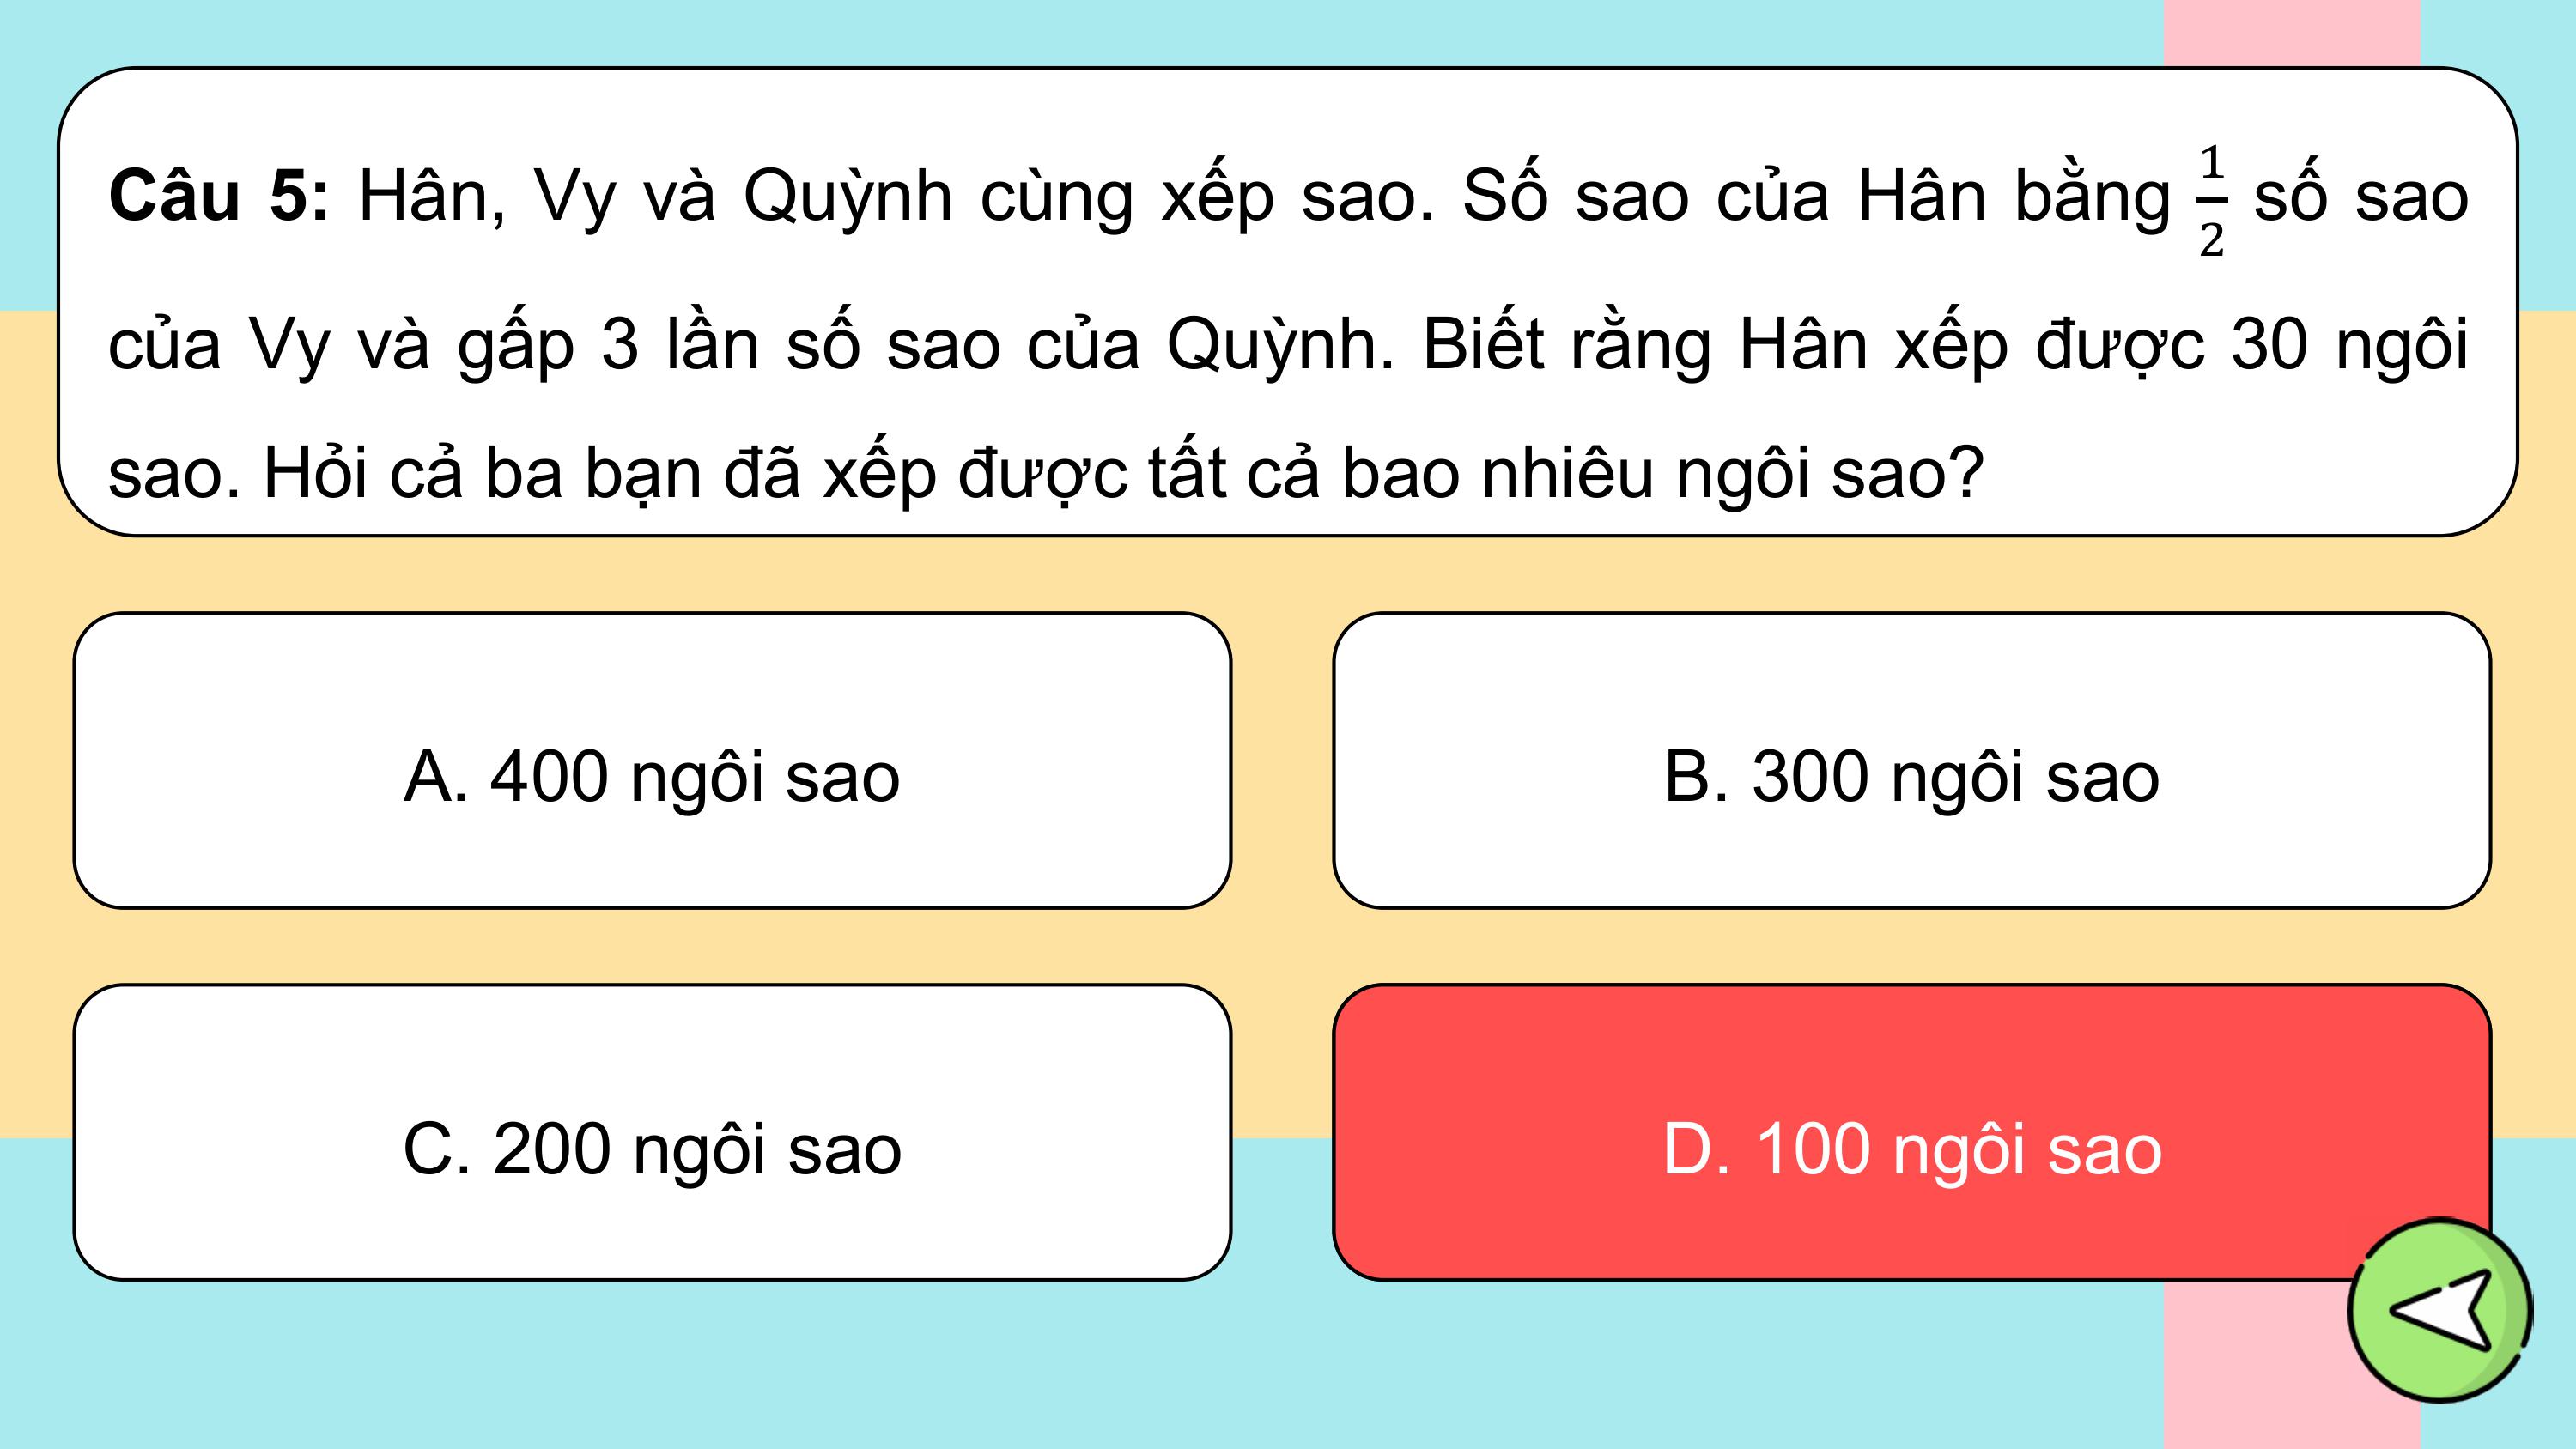 Câu 5: Hân, Vy và Quỳnh cùng xếp sao. Số sao của Hân bằng 1/2 số sao
của Vy và gấp 3 lần số sao của Quỳnh. Biết rằng Hân xếp được 30 ngôi
sao. Hỏi cả ba bạn đã xếp được tất cả bao nhiêu ngôi sao?
A. 400 ngôi sao
B. 300 ngôi sao
C. 200 ngôi sao
D. 100 ngôi sao